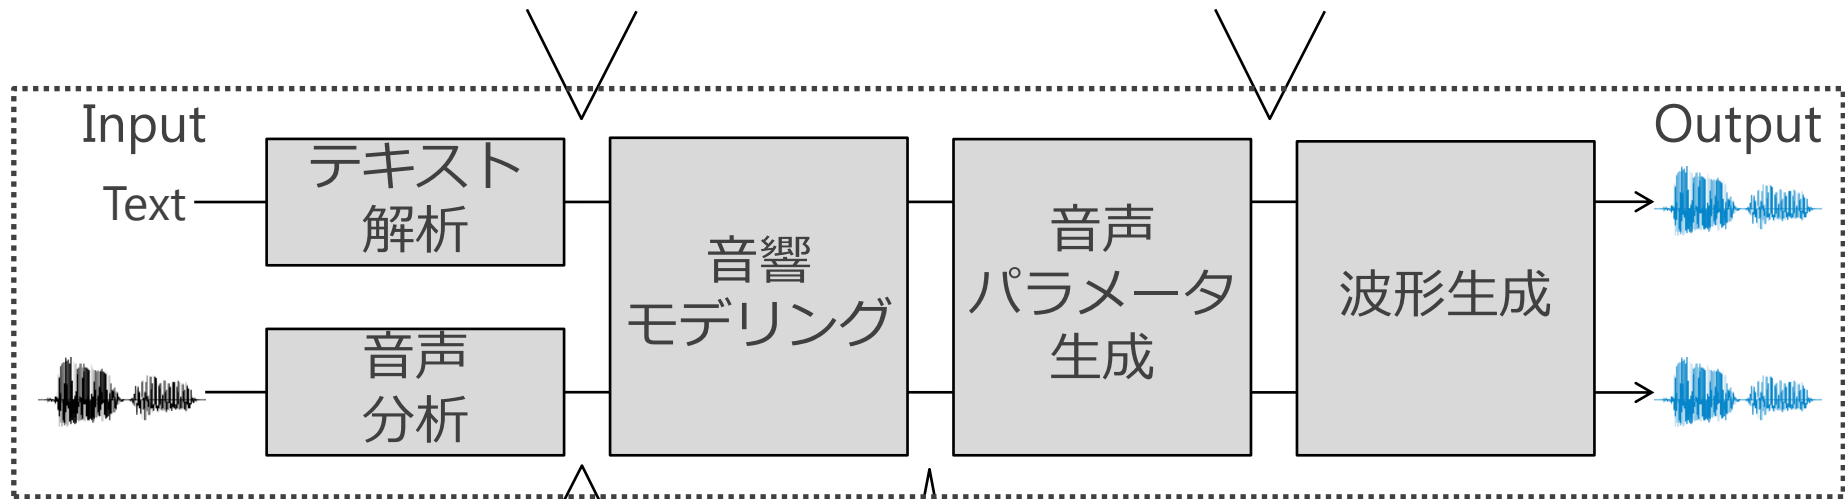 Input
Output
Text
テキスト
解析
音声
分析
音響
モデリング
音声
パラメータ
生成
波形生成